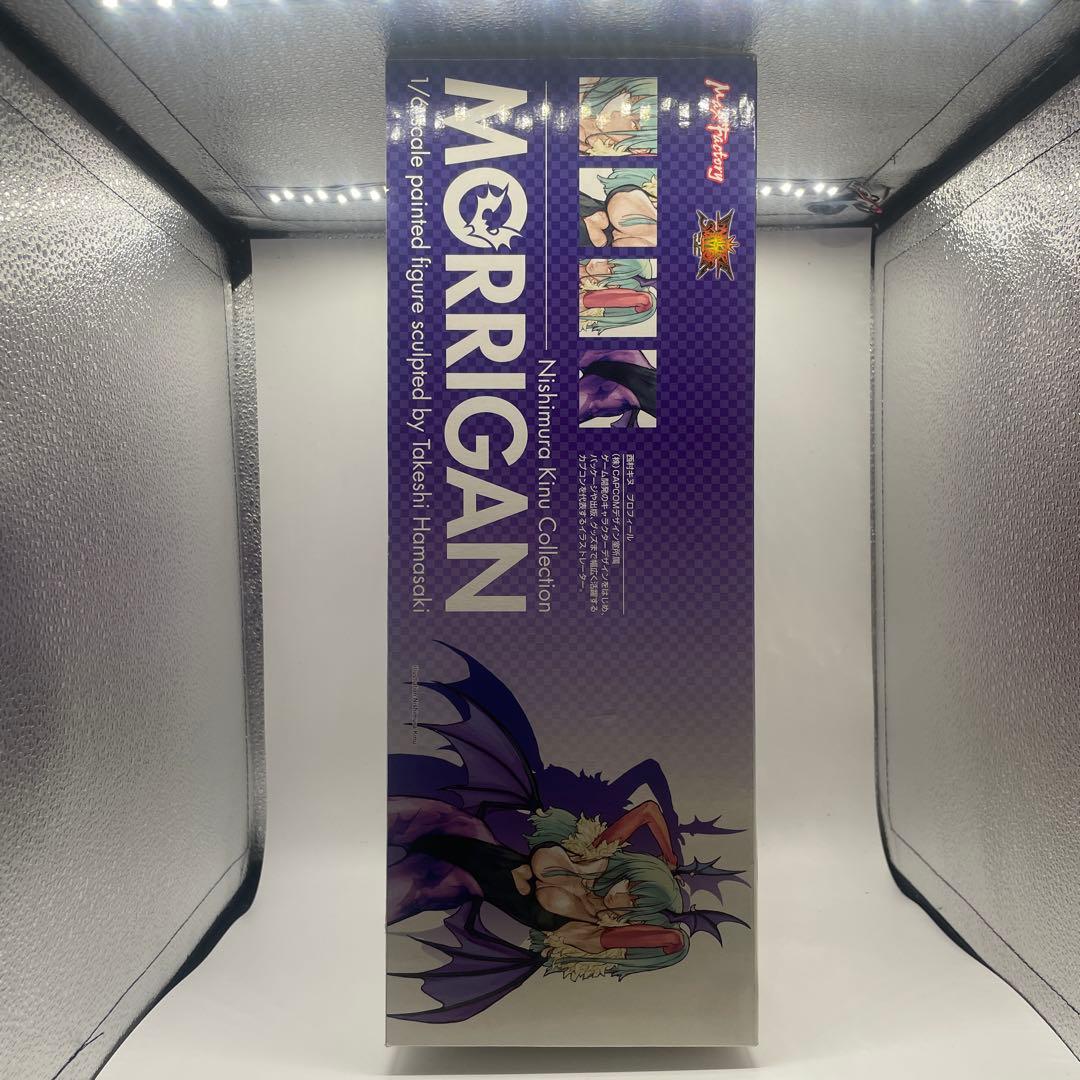 Max Factory
西村キヌ プロフィール
(株)CAPCOMデザイン室所属
ゲーム開発のキャラクターデザインをはじめ、
パッケージや出版、グッズまで幅広く活躍する
カプコンを代表するイラストレーター。
Nishimura Kinu Collection
MORRIGAN
1/6 scale painted figure sculpted by Takeshi Hamasaki
Illustration/Nishimura Kinu